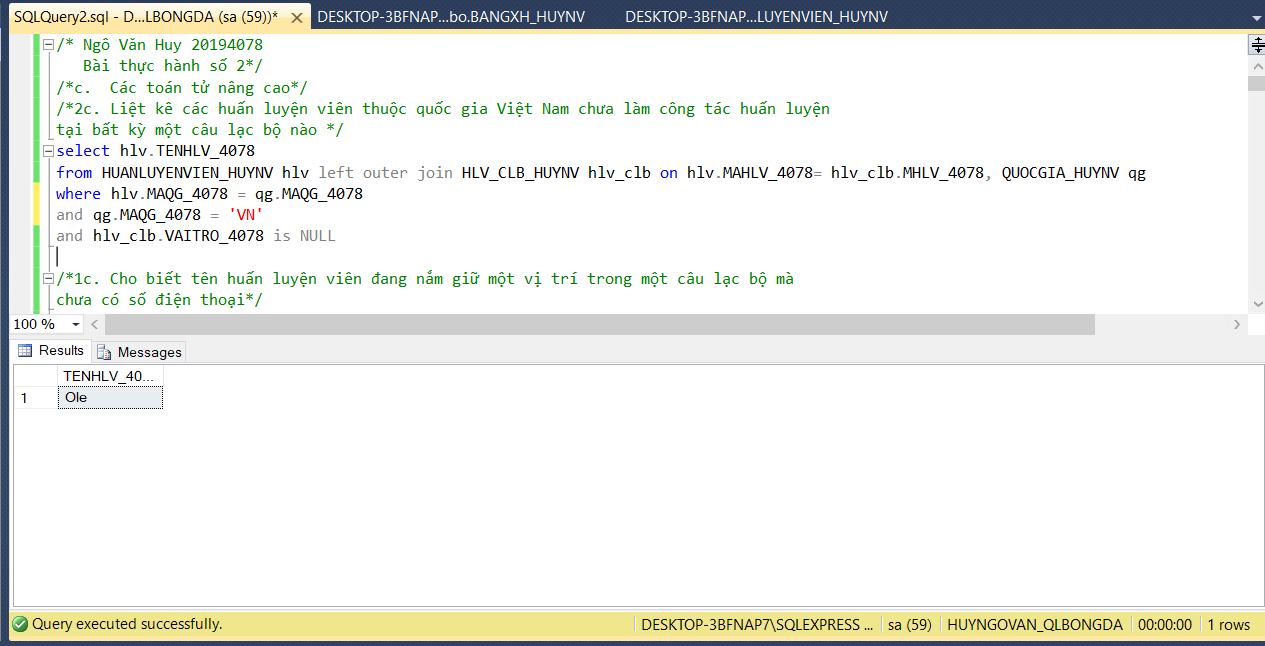 SQLQuery2.sql - D...LBONGDA (sa (59))* DESKTOP-3BFNAP...bo.BANGXH_HUYNV DESKTOP-3BFNAP...LUYENVIEN_HUYNV
/* Ngô Văn Huy 20194078
Bài thực hành số 2*/
/*c. Các toán tử nâng cao*/
/*2c. Liệt kê các huấn luyện viên thuộc quốc gia Việt Nam chưa làm công tác huấn luyện
tại bất kỳ một câu lạc bộ nào */
select hlv.TENHLV_4078
from HUANLUYENVIEN_HUYNV hlv left outer join HLV_CLB_HUYNV hlv_clb on hlv.MAHLV_4078= hlv_clb.MHLV_4078, QUOCGIA_HUYNV qg
where hlv.MAQG_4078 = qg.MAQG_4078
and qg.MAQG_4078 = 'VN'
and hlv_clb.VAITRO_4078 is NULL
/*1c. Cho biết tên huấn luyện viên đang nắm giữ một vị trí trong một câu lạc bộ mà
chưa có số điện thoại*/
100 %
Results Messages
TENHLV_40...
1 Ole
Query executed successfully. DESKTOP-3BFNAP7\SQLEXPRESS ... sa (59) HUYNGOVAN_QLBONGDA 00:00:00 1 rows